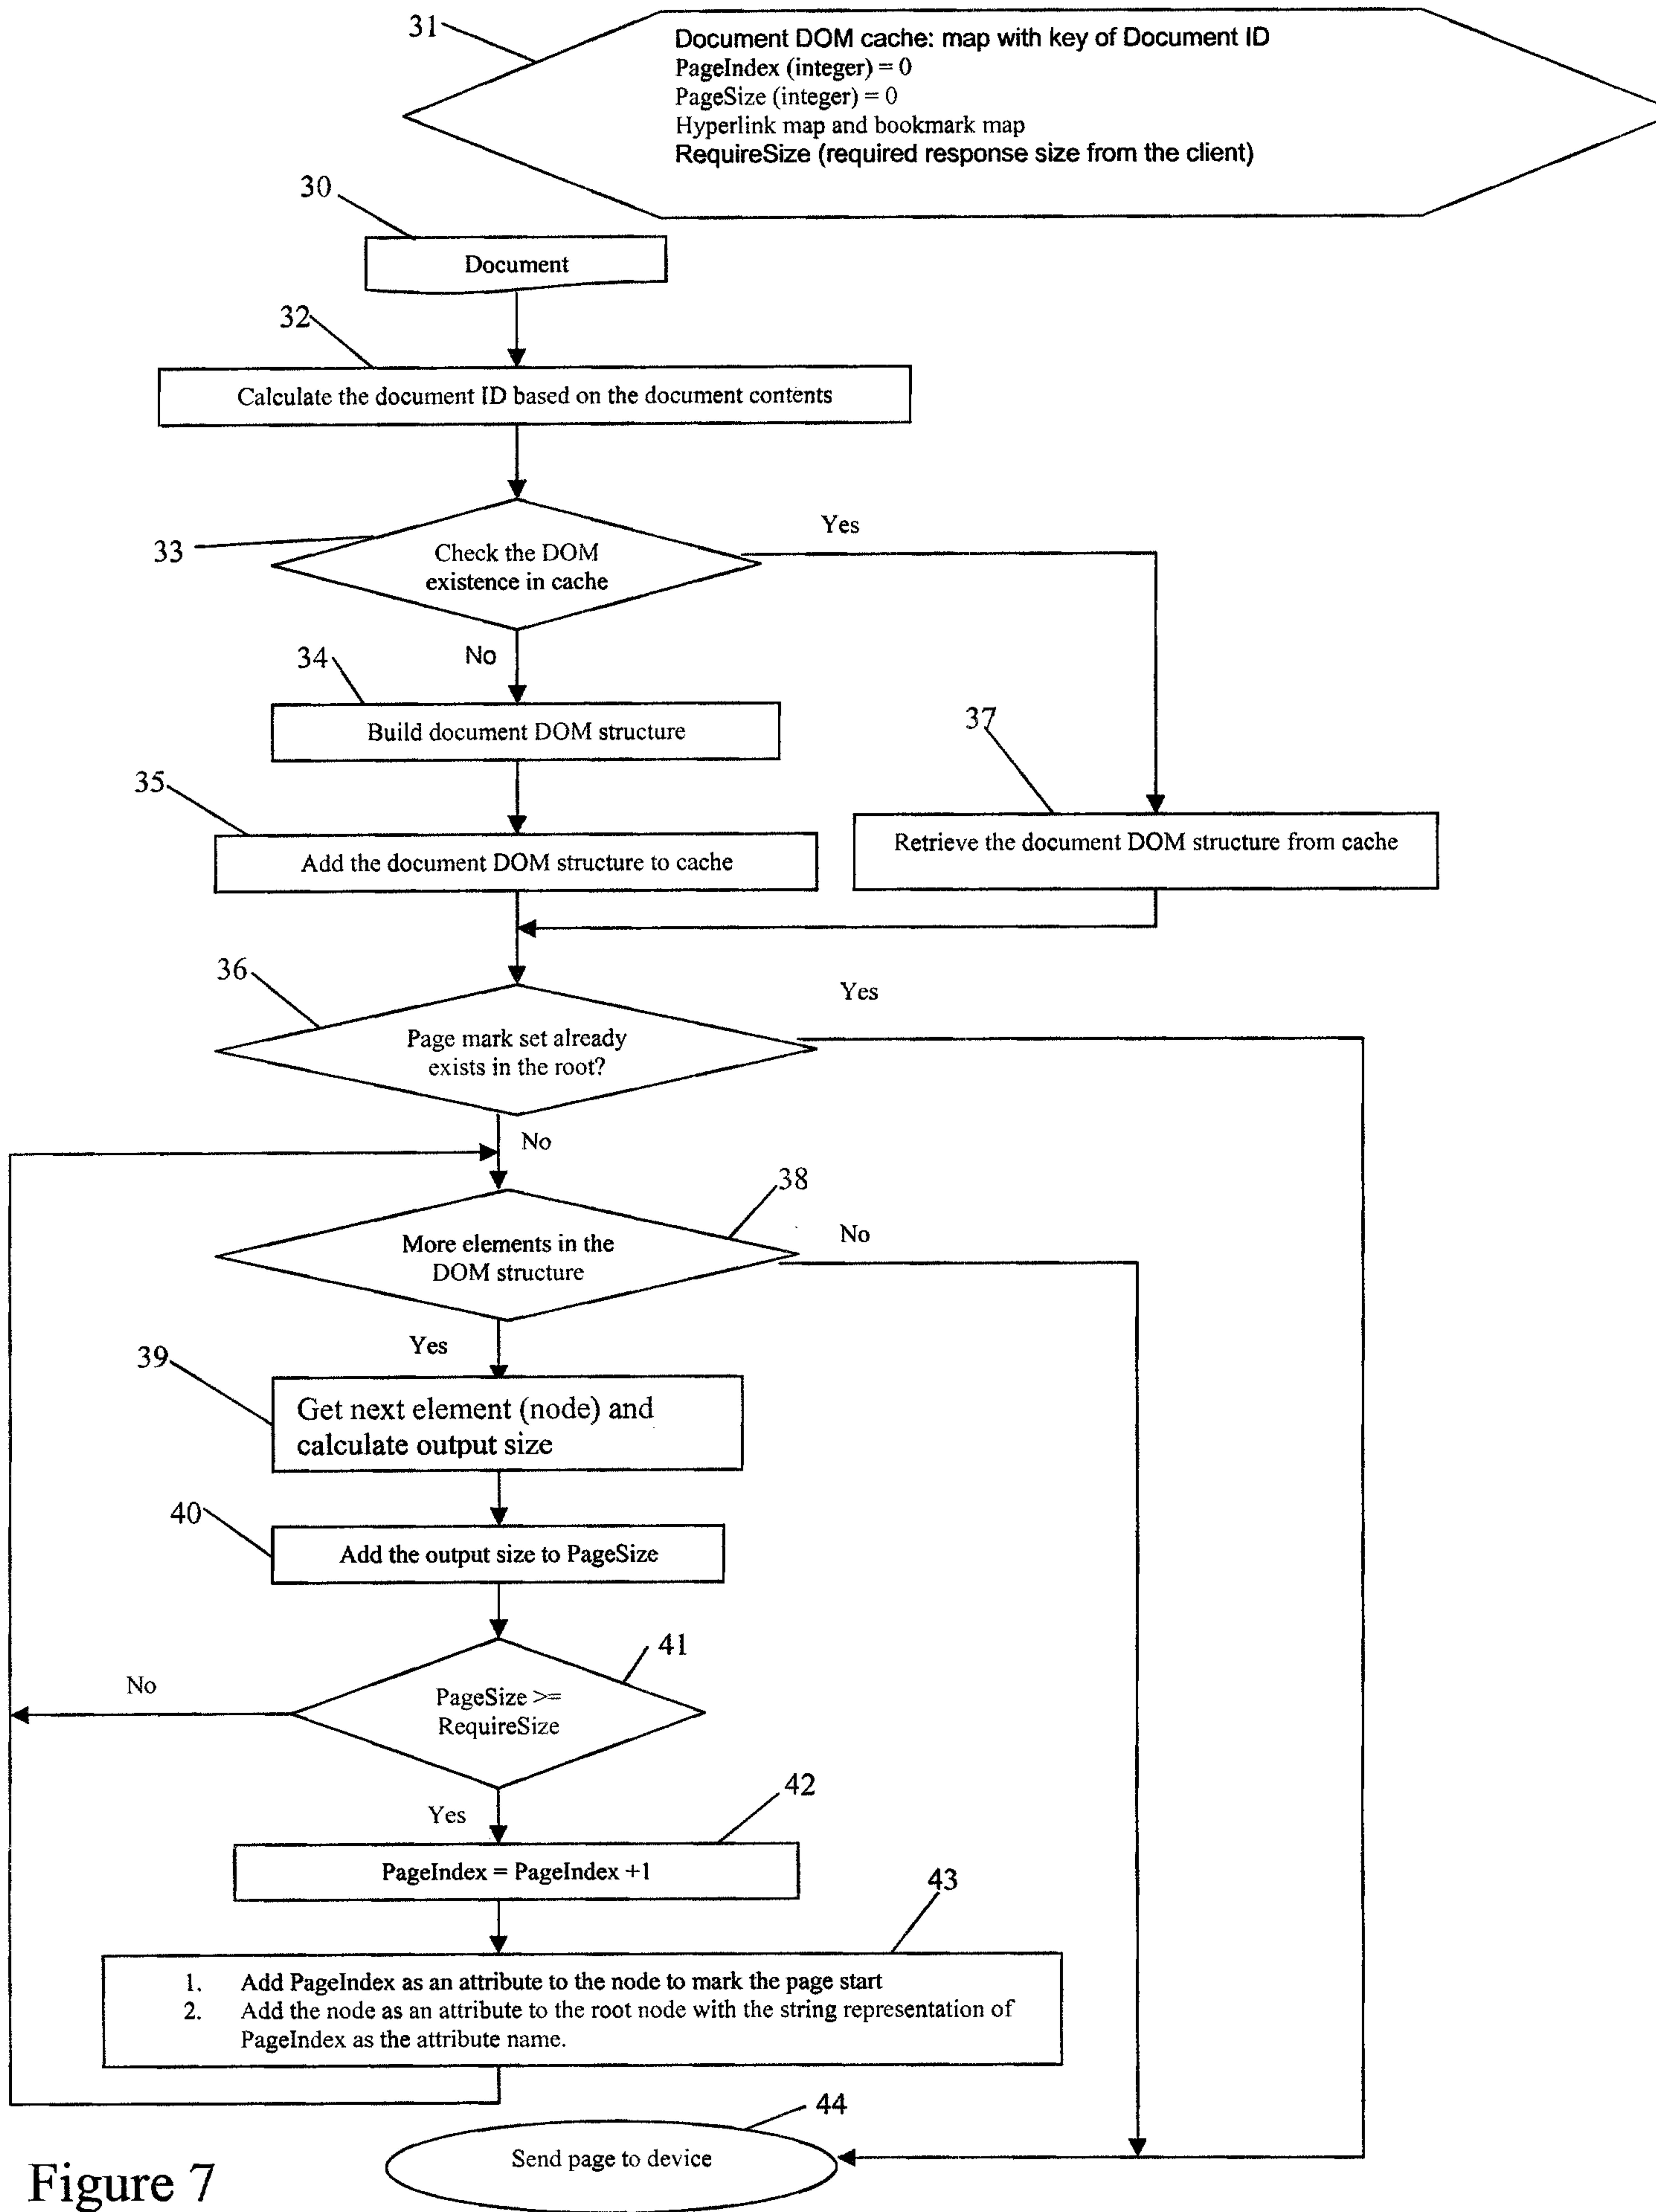 31
Document DOM cache: map with key of Document ID
PageIndex (integer) = 0
PageSize (integer) = 0
Hyperlink map and bookmark map
RequireSize (required response size from the client)
30
Document
32
Calculate the document ID based on the document contents
33
Check the DOM
existence in cache
Yes
No
34
Build document DOM structure
37
35
Add the document DOM structure to cache
Retrieve the document DOM structure from cache
36
Page mark set already
exists in the root?
Yes
No
38
More elements in the
DOM structure
No
Yes
39
Get next element (node) and
calculate output size
40
Add the output size to PageSize
41
PageSize >=
RequireSize
No
Yes
42
PageIndex = PageIndex +1
43
1. Add PageIndex as an attribute to the node to mark the page start
2. Add the node as an attribute to the root node with the string representation of
PageIndex as the attribute name.
44
Send page to device
Figure 7